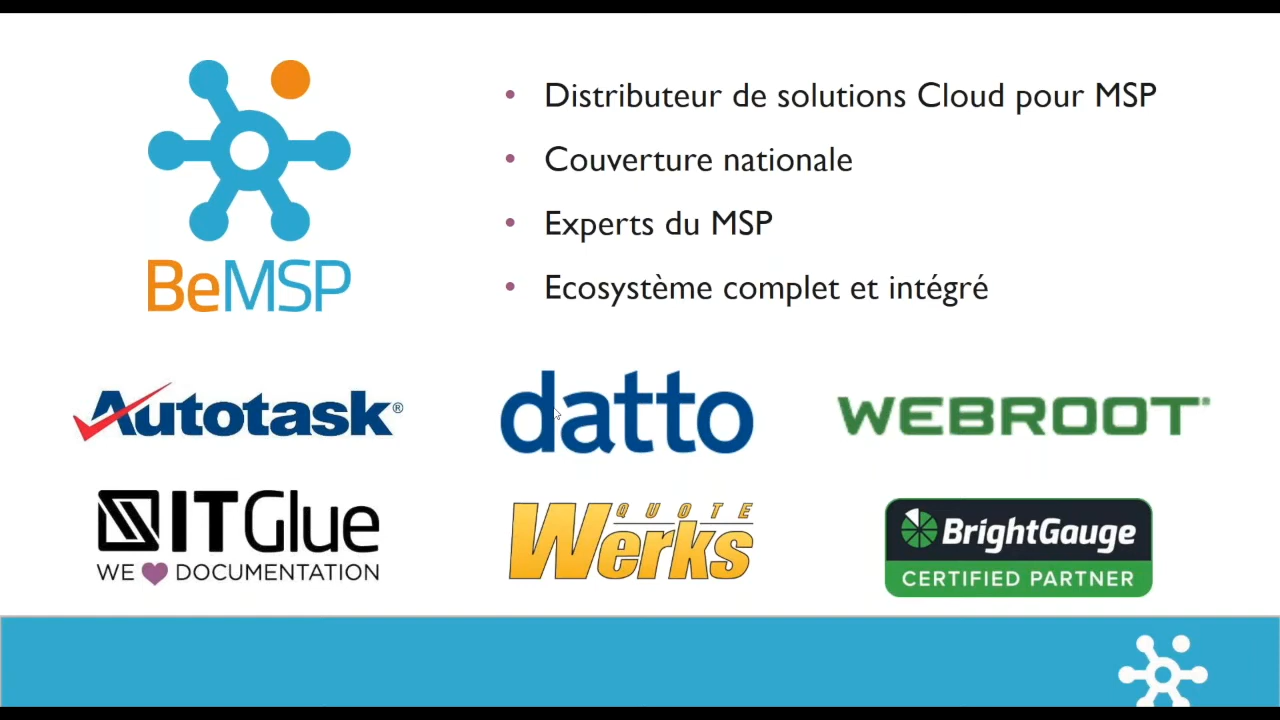 BeMSP
• Distributeur de solutions Cloud pour MSP
• Couverture nationale
• Experts du MSP
• Ecosystème complet et intégré
Autotask®
datto
WEBROOT®
ITGlue
WE DOCUMENTATION
QUOTE
Werks
BrightGauge
CERTIFIED PARTNER